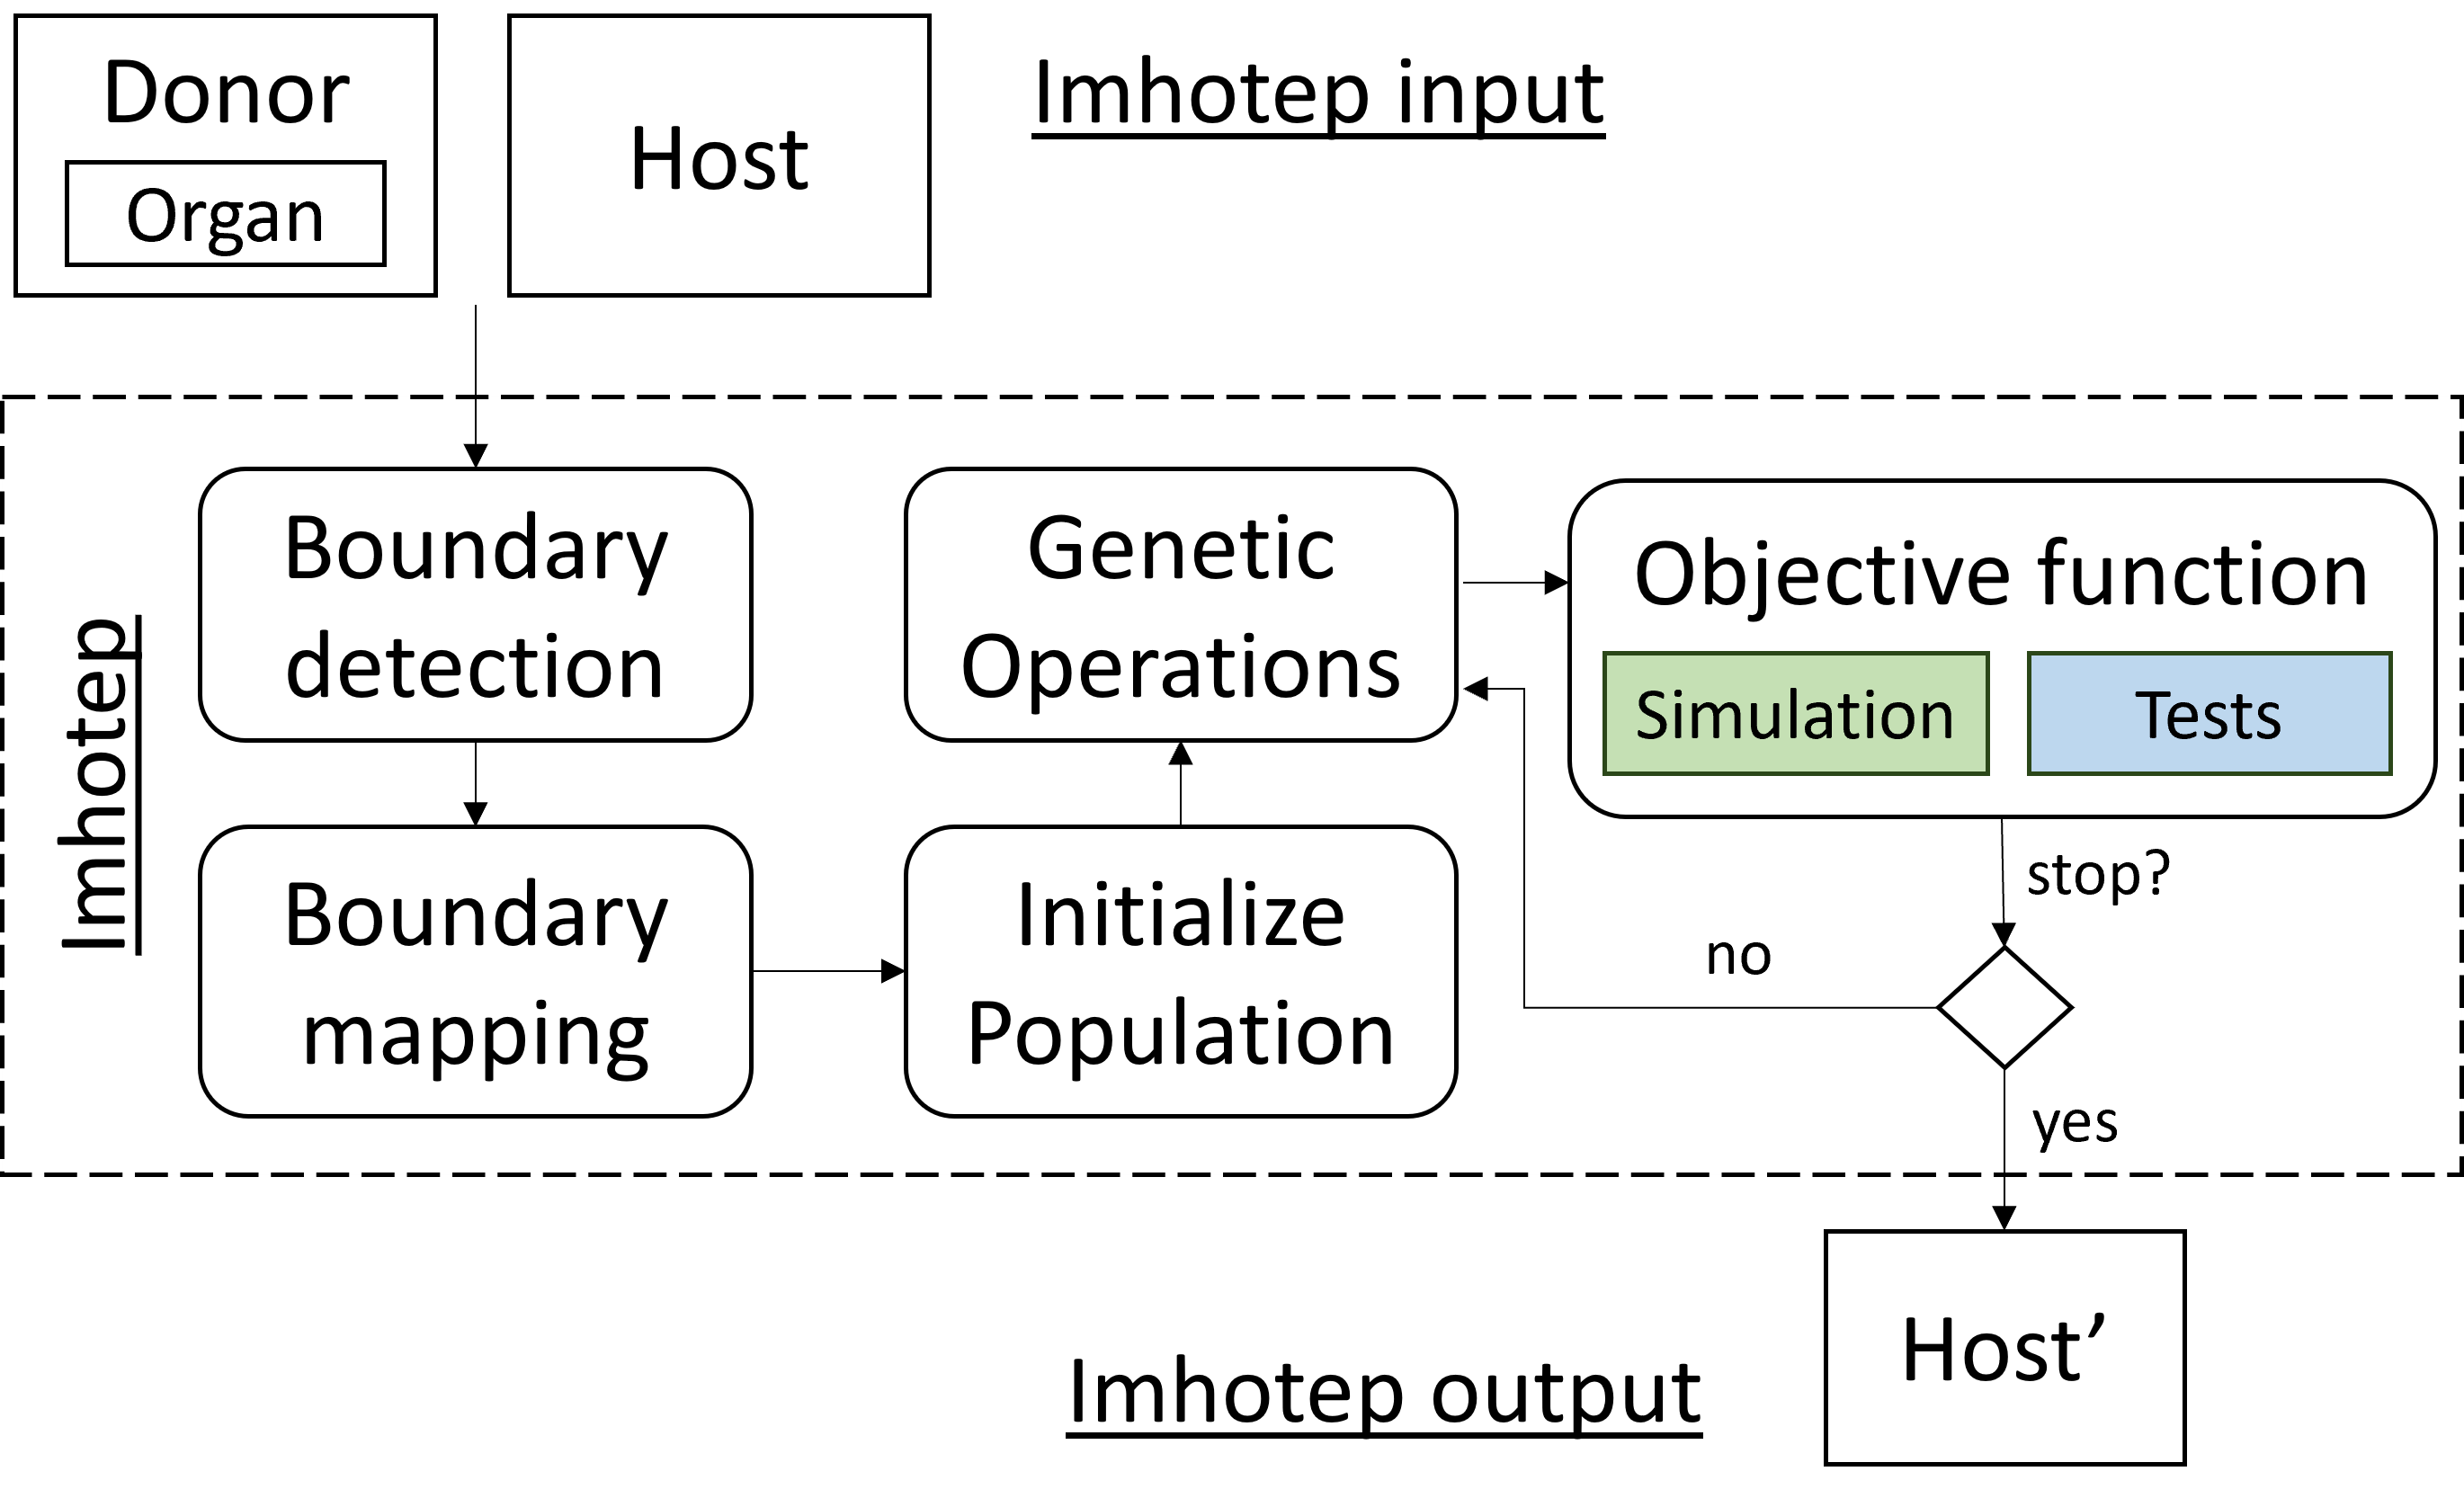 Donor
Organ
Host
Imhotep input
Imhotep
Boundary
detection
Boundary
mapping
Genetic
Operations
Initialize
Population
Objective function
Simulation
Tests
stop?
no
yes
Host’
Imhotep output